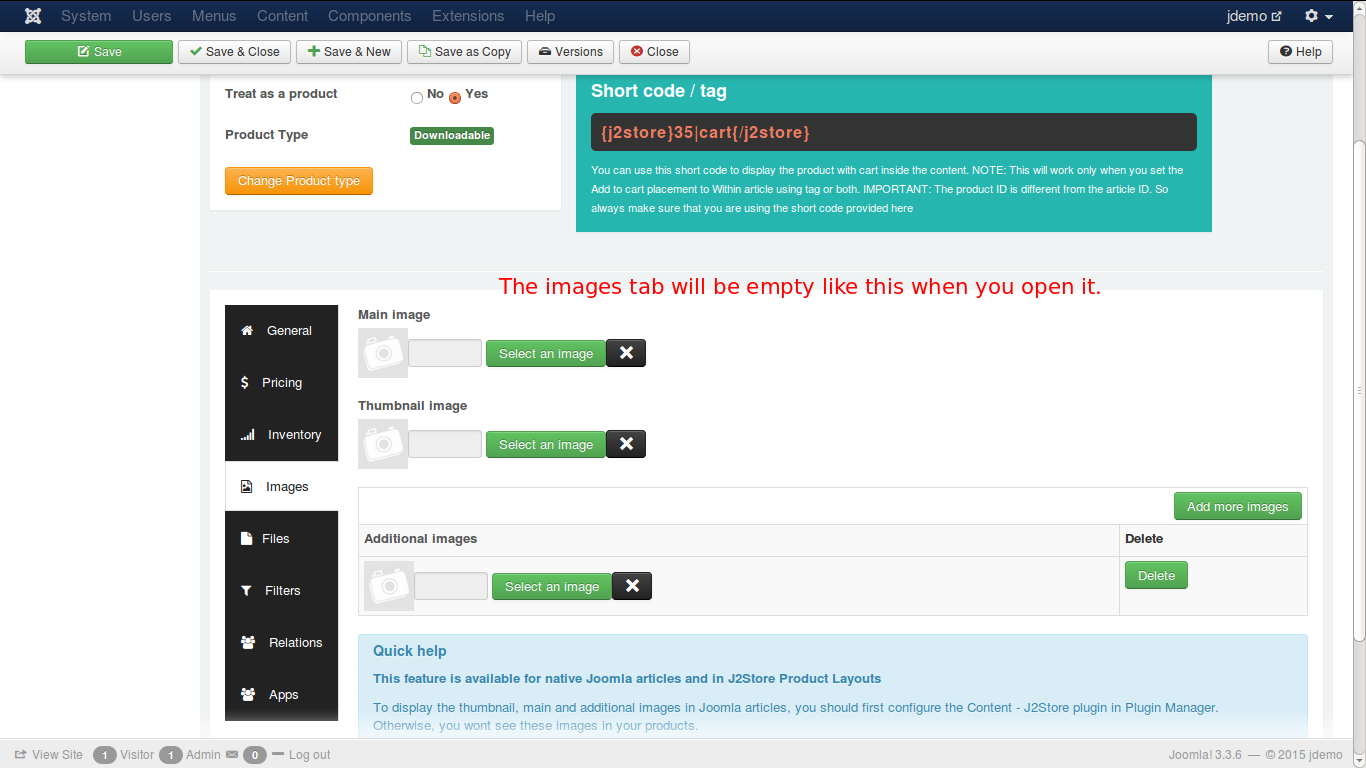 System Users Menus Content Components Extensions Help jdemo
Save Save & Close Save & New Save as Copy Versions Close Help
Treat as a product No Yes
Product Type Downloadable
Change Product type
Short code / tag
{j2store}35|cart{/j2store}
You can use this short code to display the product with cart inside the content. NOTE: This will work only when you set the
Add to cart placement to Within article using tag or both. IMPORTANT: The product ID is different from the article ID. So
always make sure that you are using the short code provided here
The images tab will be empty like this when you open it.
General
Pricing
Inventory
Images
Files
Filters
Relations
Apps
Main image
Select an image
Thumbnail image
Select an image
Add more images
Additional images Delete
Select an image Delete
Quick help
This feature is available for native Joomla articles and in J2Store Product Layouts
To display the thumbnail, main and additional images in Joomla articles, you should first configure the Content - J2Store plugin in Plugin Manager.
Otherwise, you wont see these images in your products.
View Site 1 Visitor 1 Admin 0 Log out Joomla! 3.3.6 — © 2015 jdemo